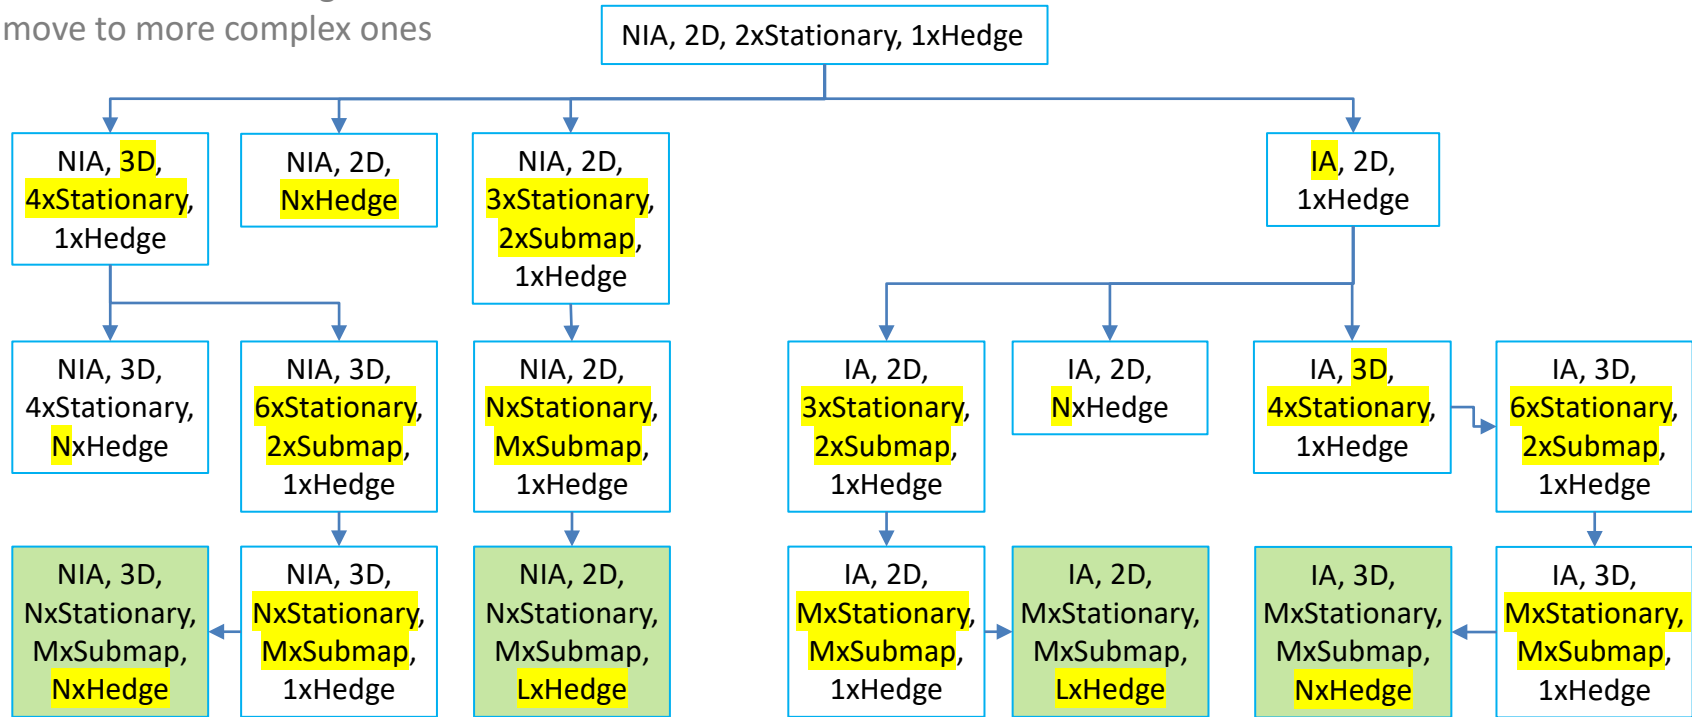 move to more complex ones
NIA, 2D, 2xStationary, 1xHedge
NIA, 3D,
4xStationary,
1xHedge
NIA, 2D,
NxHedge
NIA, 2D,
3xStationary,
2xSubmap,
1xHedge
IA, 2D,
1xHedge
NIA, 3D,
4xStationary,
NxHedge
NIA, 3D,
6xStationary,
2xSubmap,
1xHedge
NIA, 2D,
NxStationary,
MxSubmap,
1xHedge
IA, 2D,
3xStationary,
2xSubmap,
1xHedge
IA, 2D,
NxHedge
IA, 3D,
4xStationary,
1xHedge
IA, 3D,
6xStationary,
2xSubmap,
1xHedge
NIA, 3D,
NxStationary,
MxSubmap,
NxHedge
NIA, 3D,
NxStationary,
MxSubmap,
1xHedge
NIA, 2D,
NxStationary,
MxSubmap,
LxHedge
IA, 2D,
MxStationary,
MxSubmap,
1xHedge
IA, 2D,
MxStationary,
MxSubmap,
LxHedge
IA, 3D,
MxStationary,
MxSubmap,
NxHedge
IA, 3D,
MxStationary,
MxSubmap,
1xHedge